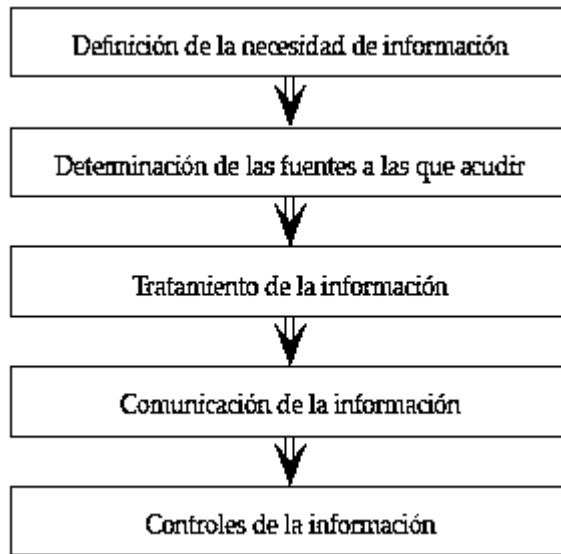 Definición de la necesidad de información
Determinación de las fuentes a las que acudir
Tratamiento de la información
Comunicación de la información
Controles de la información